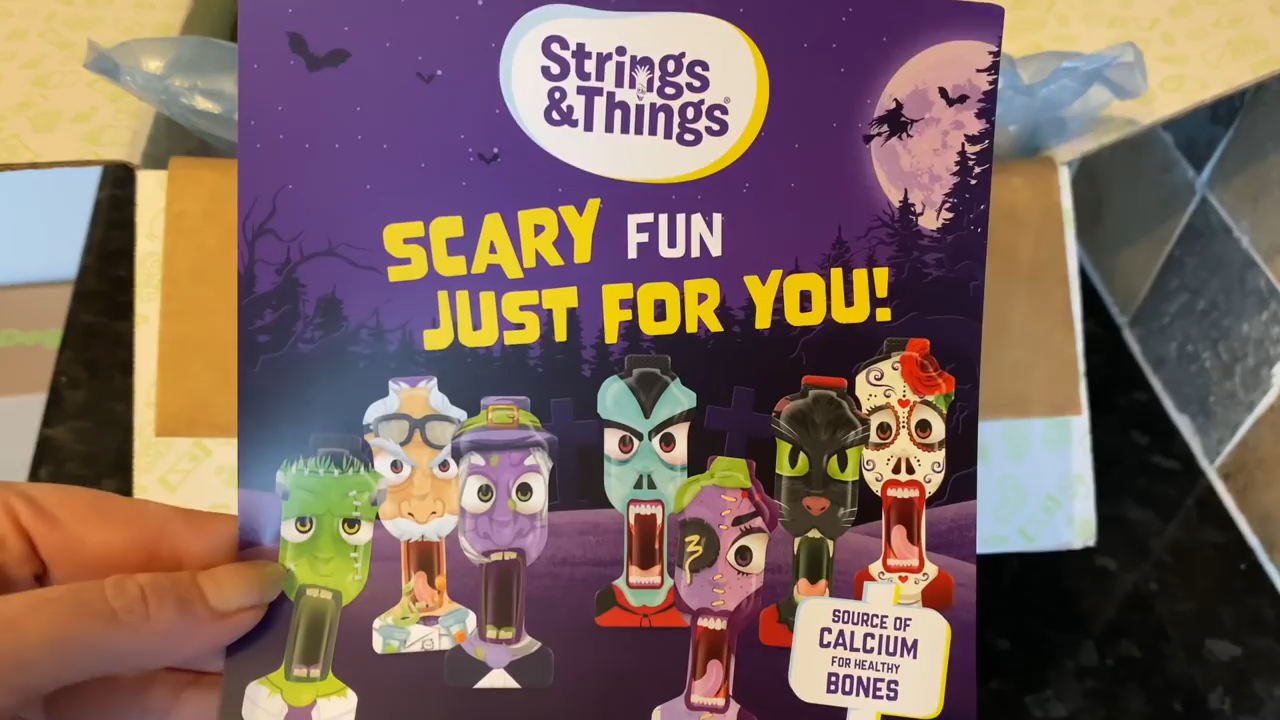 Strings
&Things®
SCARY FUN
JUST FOR YOU!
SOURCE OF
CALCIUM
FOR HEALTHY
BONES